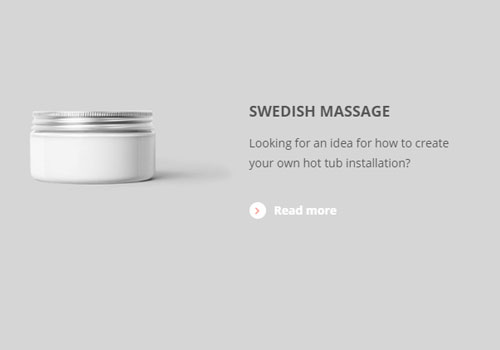 SWEDISH MASSAGE
Looking for an idea for how to create
your own hot tub installation?
Read more